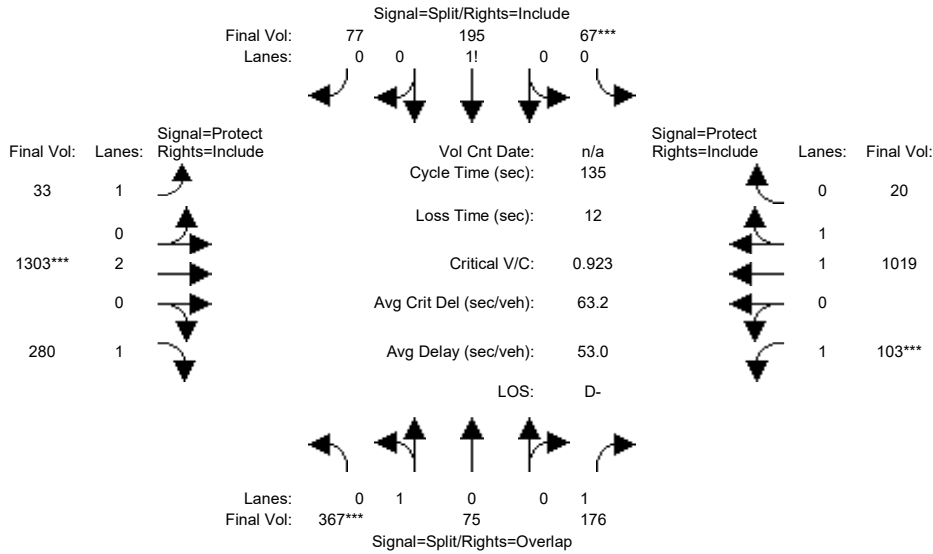 Signal=Split/Rights=Include
Final Vol: 77 195 67***
Lanes: 0 0 1! 0 0
Signal=Protect Signal=Protect
Final Vol: Lanes: Rights=Include Vol Cnt Date: n/a Rights=Include Lanes: Final Vol:
Cycle Time (sec): 135
33 1 0 20
Loss Time (sec): 12
0 1
1303*** 2 Critical V/C: 0.923 1 1019
0 Avg Crit Del (sec/veh): 63.2 0
280 1 Avg Delay (sec/veh): 53.0 1 103***
LOS: D-
Lanes: 0 1 0 0 1
Final Vol: 367*** 75 176
Signal=Split/Rights=Overlap